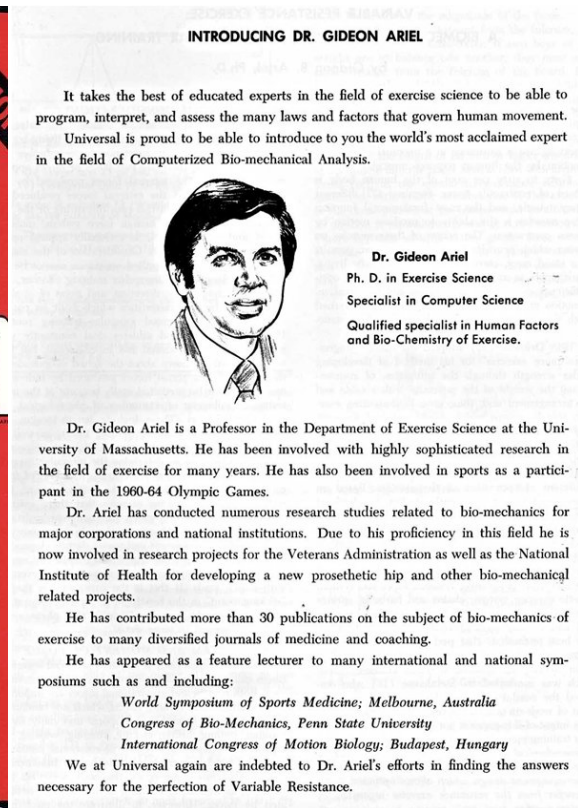 INTRODUCING DR. GIDEON ARIEL
It takes the best of educated experts in the field of exercise science to be able to
program, interpret, and assess the many laws and factors that govern human movement.
Universal is proud to be able to introduce to you the world's most acclaimed expert
in the field of Computerized Bio-mechanical Analysis.
Dr. Gideon Ariel
Ph. D. in Exercise Science
Specialist in Computer Science
Qualified specialist in Human Factors
and Bio-Chemistry of Exercise.
Dr. Gideon Ariel is a Professor in the Department of Exercise Science at the Uni-
versity of Massachusetts. He has been involved with highly sophisticated research in
the field of exercise for many years. He has also been involved in sports as a partici-
pant in the 1960-64 Olympic Games.
Dr. Ariel has conducted numerous research studies related to bio-mechanics for
major corporations and national institutions. Due to his proficiency in this field he is
now involved in research projects for the Veterans Administration as well as the National
Institute of Health for developing a new prosethetic hip and other bio-mechanical
related projects.
He has contributed more than 30 publications on the subject of bio-mechanics of
exercise to many diversified journals of medicine and coaching.
He has appeared as a feature lecturer to many international and national sym-
posiums such as and including:
World Symposium of Sports Medicine; Melbourne, Australia
Congress of Bio-Mechanics, Penn State University
International Congress of Motion Biology; Budapest, Hungary
We at Universal again are indebted to Dr. Ariel's efforts in finding the answers
necessary for the perfection of Variable Resistance.